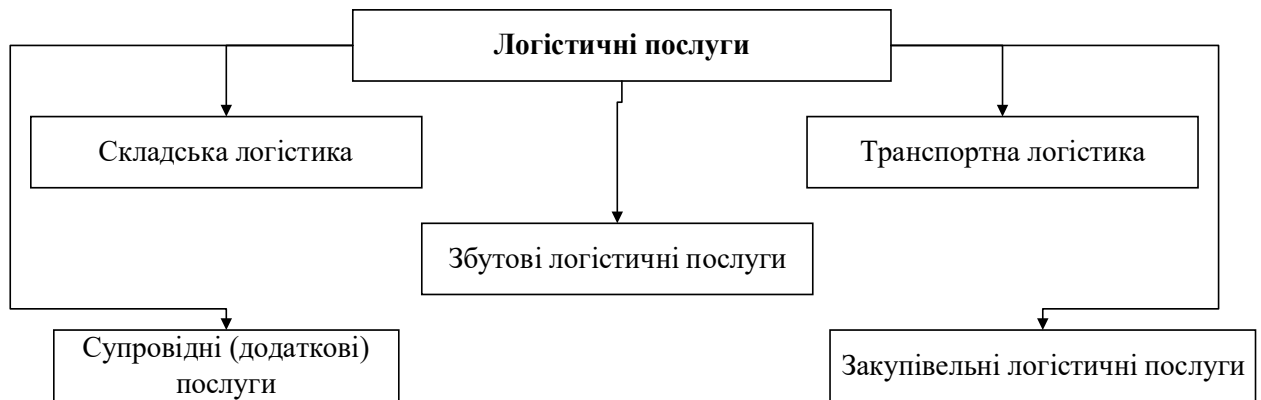 Логістичні послуги
Складська логістика
Транспортна логістика
Збутові логістичні послуги
Супровідні (додаткові)
послуги
Закупівельні логістичні послуги